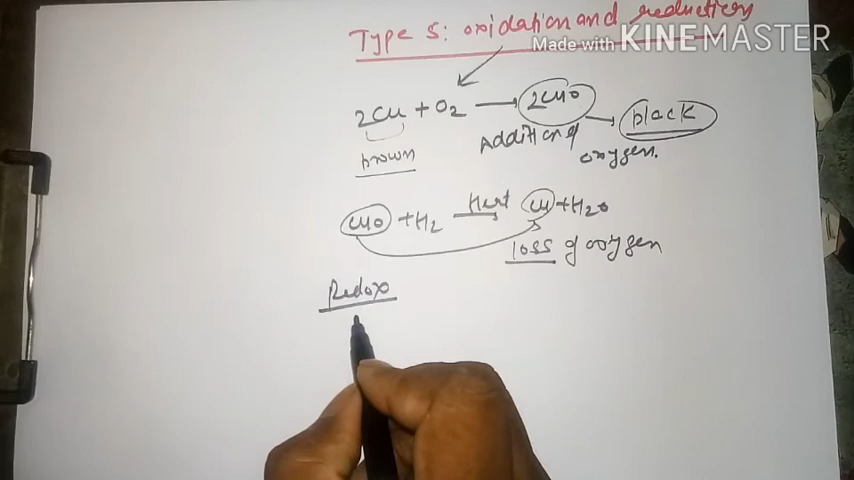 Type 5: oxidation and reduction
Made with KINEMASTER
2Cu + O2 → 2CuO → black
brown
Addition of
oxygen.
CuO + H2 Heat → Cu + H2O
loss of oxygen
Redox